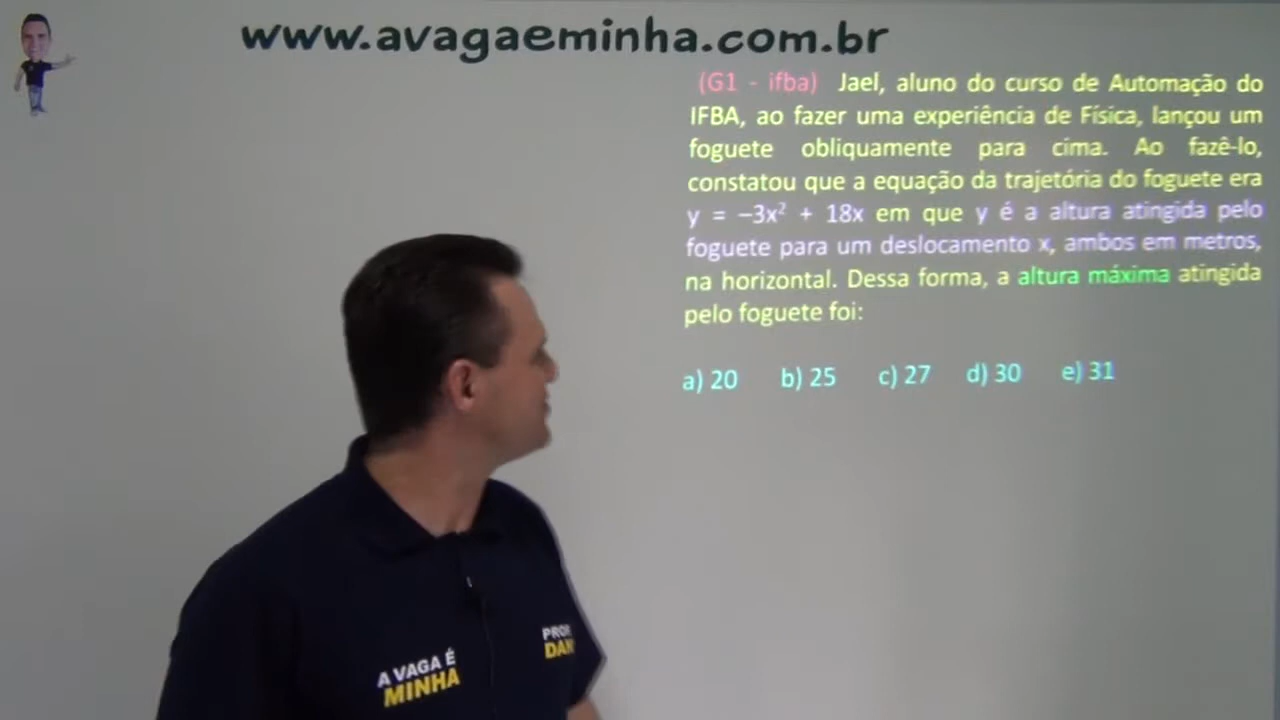 www.avagaeminha.com.br
(G1 - ifba) Jael, aluno do curso de Automação do
IFBA, ao fazer uma experiência de Física, lançou um
foguete obliquamente para cima. Ao fazê-lo,
constatou que a equação da trajetória do foguete era
y = –3x² + 18x em que y é a altura atingida pelo
foguete para um deslocamento x, ambos em metros,
na horizontal. Dessa forma, a altura máxima atingida
pelo foguete foi:
a) 20 b) 25 c) 27 d) 30 e) 31
A VAGA É
MINHA
PROF